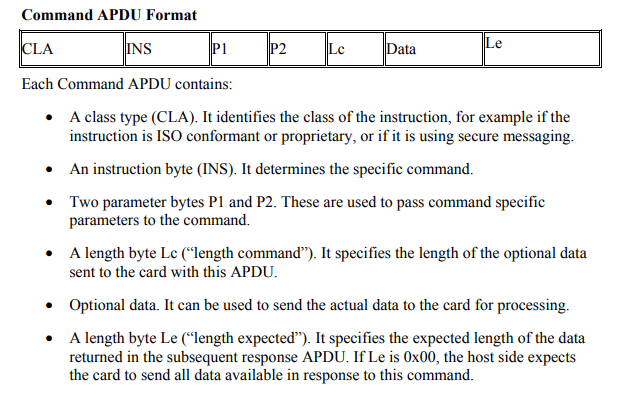 Command APDU Format
CLA INS P1 P2 Lc Data Le
Each Command APDU contains:
• A class type (CLA). It identifies the class of the instruction, for example if the
instruction is ISO conformant or proprietary, or if it is using secure messaging.
• An instruction byte (INS). It determines the specific command.
• Two parameter bytes P1 and P2. These are used to pass command specific
parameters to the command.
• A length byte Lc (“length command”). It specifies the length of the optional data
sent to the card with this APDU.
• Optional data. It can be used to send the actual data to the card for processing.
• A length byte Le (“length expected”). It specifies the expected length of the data
returned in the subsequent response APDU. If Le is 0x00, the host side expects
the card to send all data available in response to this command.